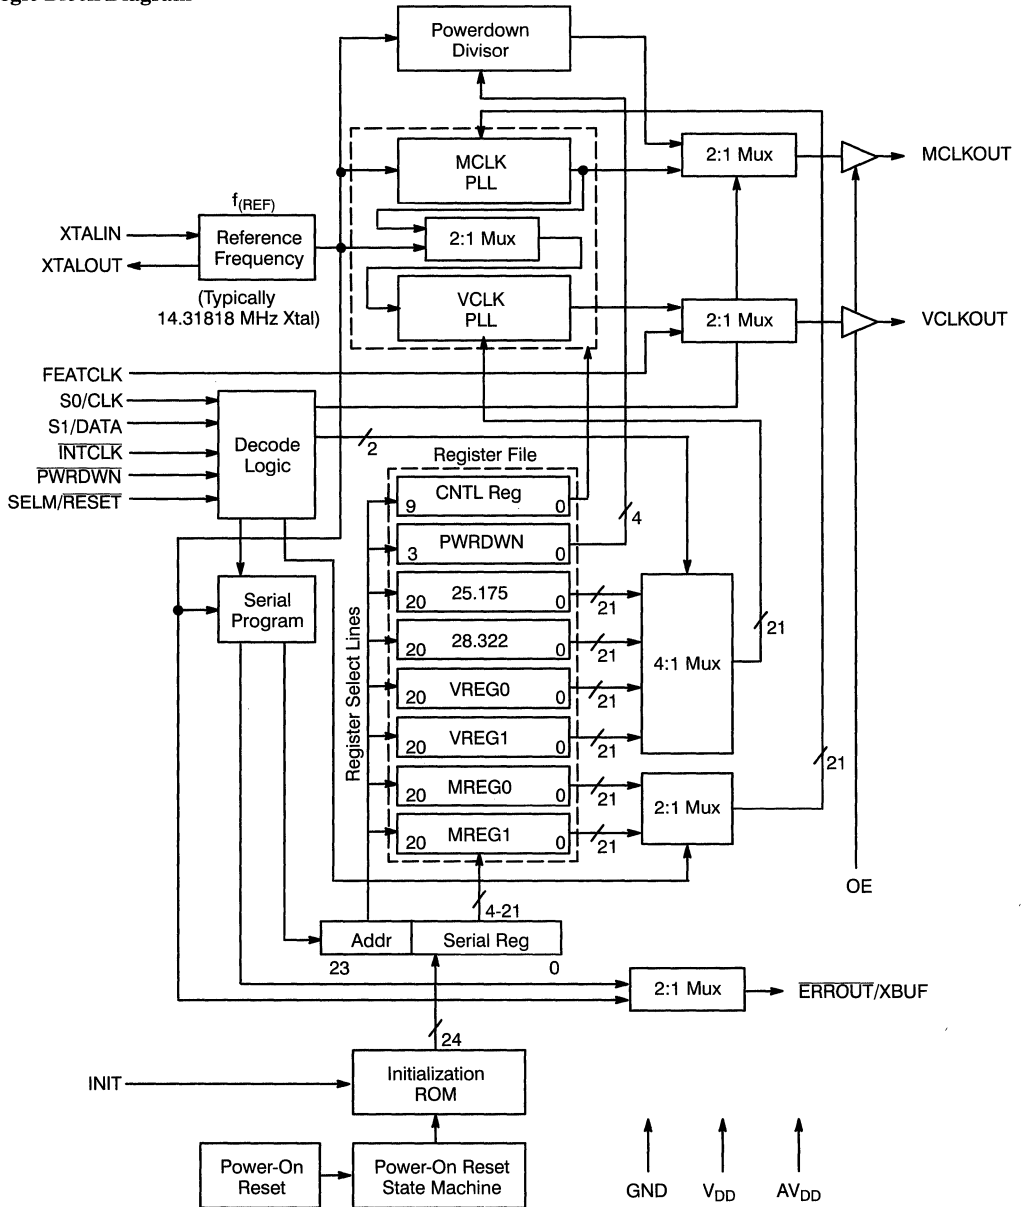 Powerdown
Divisor
MCLK
PLL
2:1 Mux
MCLKOUT
f(REF)
XTALIN
XTALOUT
Reference
Frequency
2:1 Mux
(Typically
14.31818 MHz Xtal)
VCLK
PLL
2:1 Mux
VCLKOUT
FEATCLK
S0/CLK
S1/DATA
INTCLK
PWRDWN
SELM/RESET
Decode
Logic
2
Register File
CNTL Reg
9 0
4
PWRDWN
3 0
Serial
Program
Register Select Lines
25.175
20 0
21
28.322
20 0
21
VREG0
20 0
21
VREG1
20 0
21
4:1 Mux
21
MREG0
20 0
21
MREG1
20 0
21
2:1 Mux
21
OE
4-21
Addr
Serial Reg
23 0
2:1 Mux
ERROUT/XBUF
24
INIT
Initialization
ROM
Power-On
Reset
Power-On Reset
State Machine
GND
VDD
AVDD